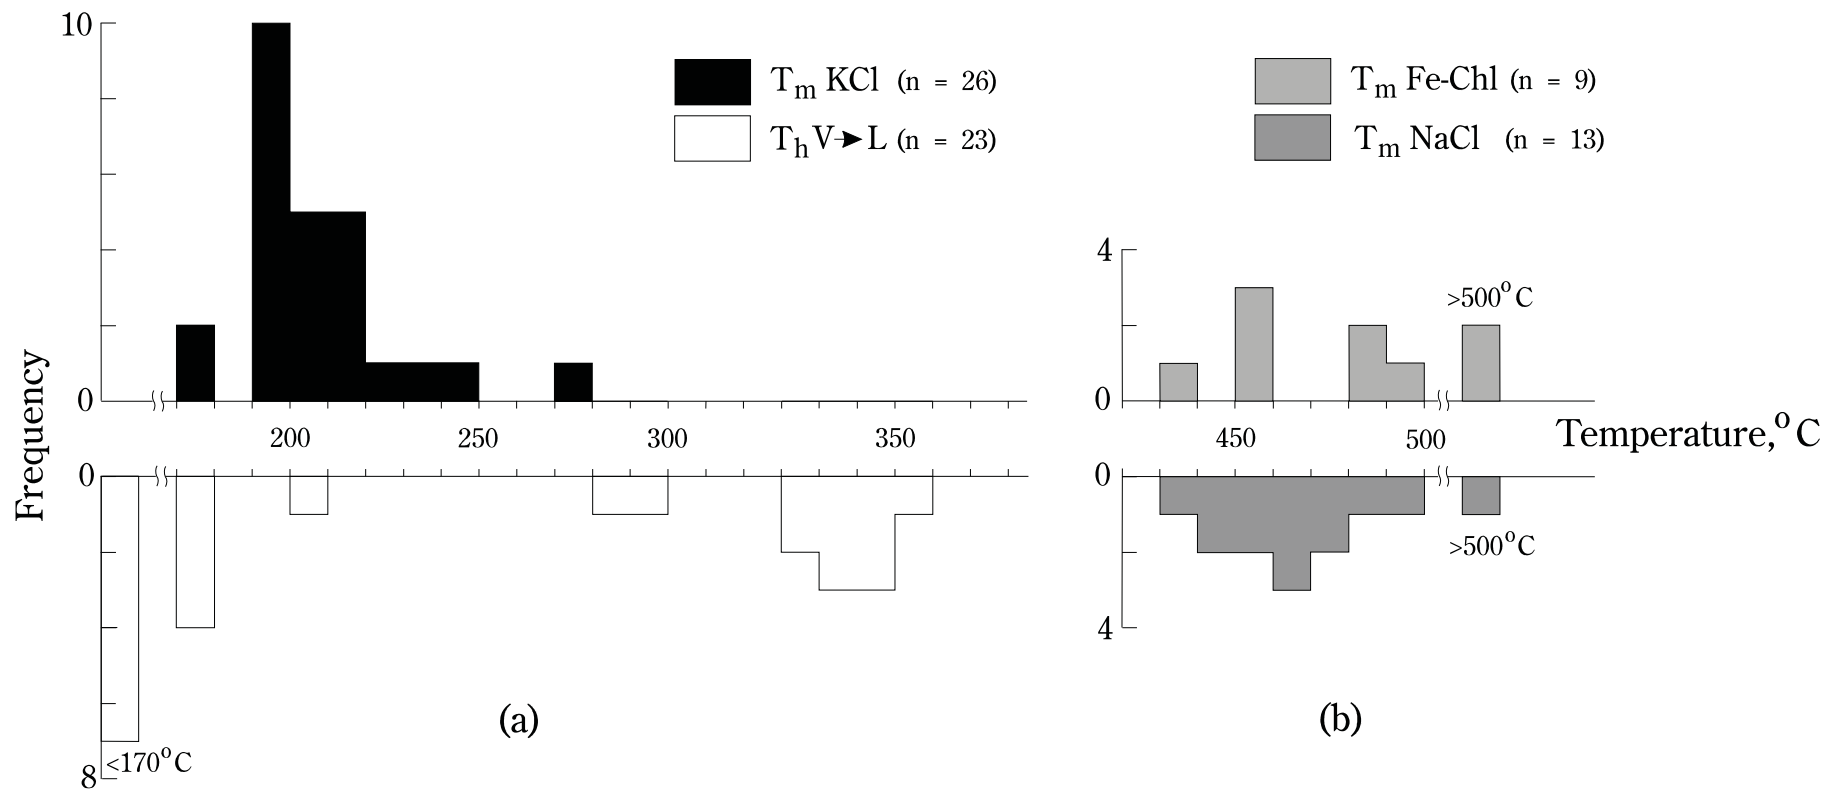 10
T_m KCl (n = 26)
T_h V→L (n = 23)
T_m Fe-Chl (n = 9)
T_m NaCl (n = 13)
4
>500°C
0
0
200
250
300
350
450
500
Temperature,°C
Frequency
0
0
>500°C
4
<170°C
8
(a)
(b)